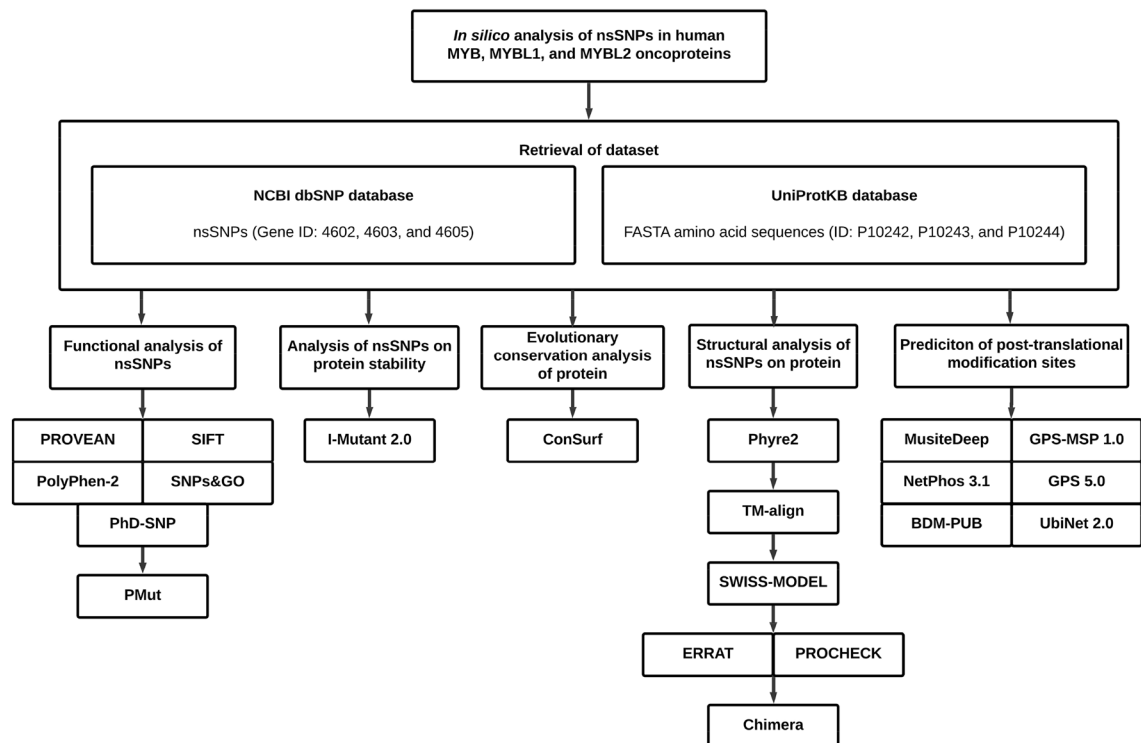 In silico analysis of nsSNPs in human
MYB, MYBL1, and MYBL2 oncoproteins
Retrieval of dataset
NCBI dbSNP database
nsSNPs (Gene ID: 4602, 4603, and 4605)
UniProtKB database
FASTA amino acid sequences (ID: P10242, P10243, and P10244)
Functional analysis of
nsSNPs
Analysis of nsSNPs on
protein stability
Evolutionary
conservation analysis
of protein
Structural analysis of
nsSNPs on protein
Prediciton of post-translational
modification sites
PROVEAN
SIFT
PolyPhen-2
SNPs&GO
PhD-SNP
PMut
I-Mutant 2.0
ConSurf
Phyre2
TM-align
SWISS-MODEL
ERRAT
PROCHECK
Chimera
MusiteDeep
GPS-MSP 1.0
NetPhos 3.1
GPS 5.0
BDM-PUB
UbiNet 2.0